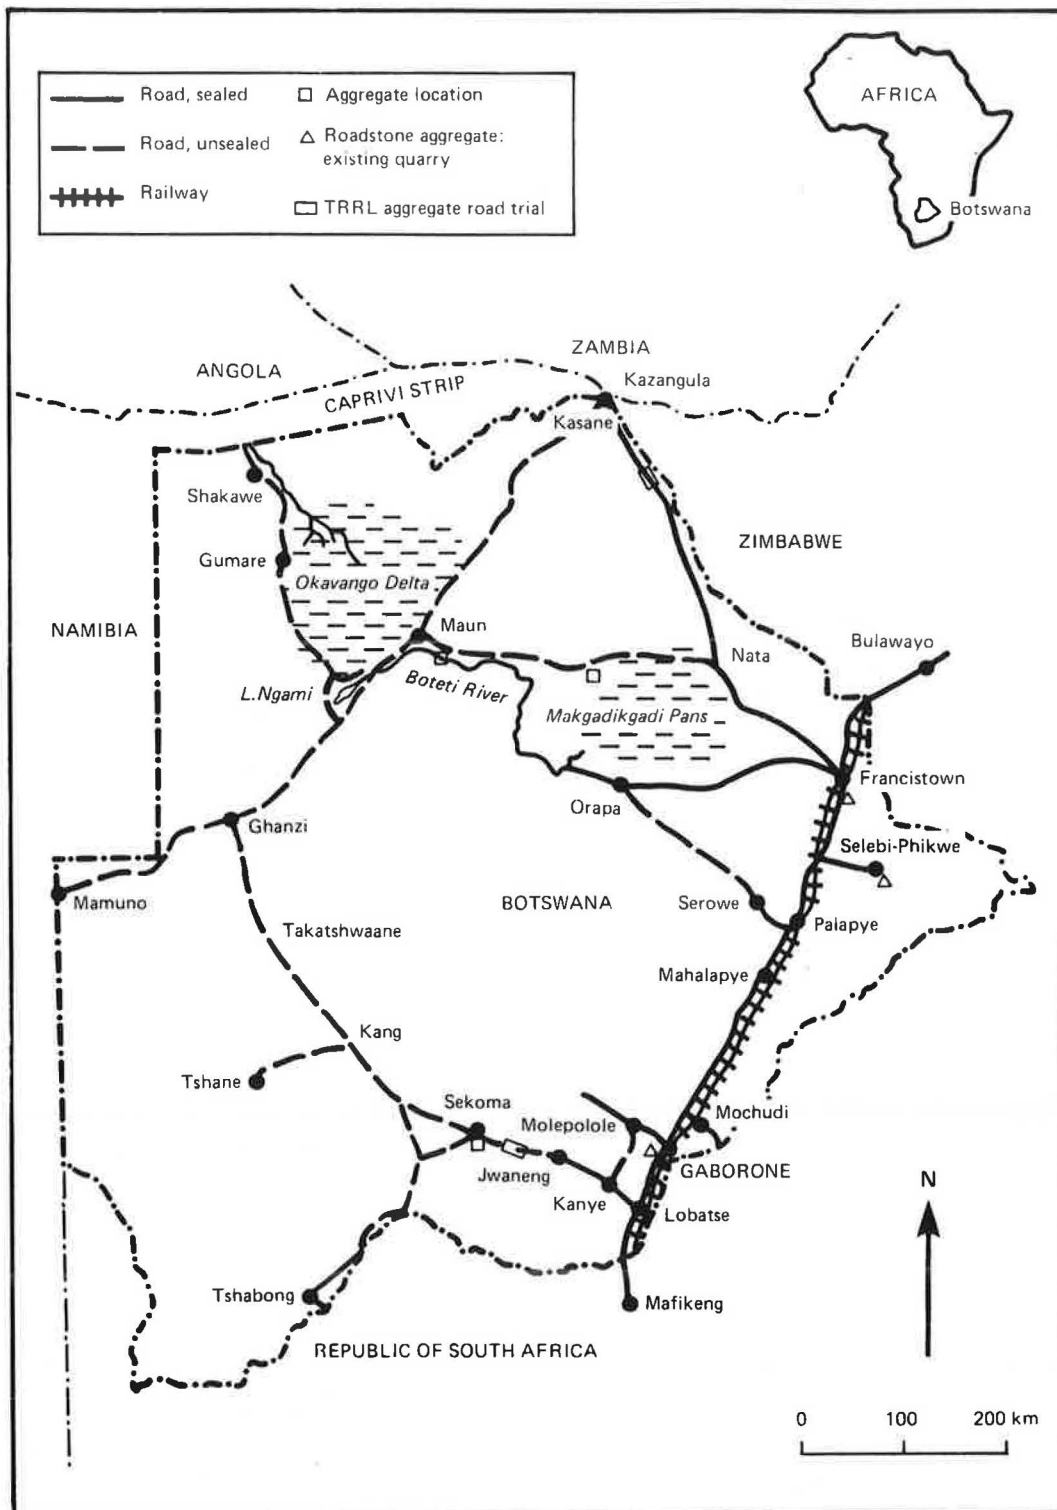 Road, sealed
Aggregate location
Road, unsealed
Roadstone aggregate:
existing quarry
Railway
TRRL aggregate road trial
AFRICA
Botswana
ZAMBIA
ANGOLA
CAPRIVI STRIP
Kazangula
Kasane
Shakawe
ZIMBABWE
Gumare
Okavango Delta
NAMIBIA
Maun
Bulawayo
Nata
L.Ngami
Boteti River
Makgadikgadi Pans
Francistown
Orapa
Ghanzi
Selebi-Phikwe
Mamuno
BOTSWANA
Serowe
Palapye
Takatshwaane
Mahalapye
Kang
Tshane
Sekoma
Molepolole
Mochudi
Jwaneng
GABORONE
Kanye
Lobatse
N
Tshabong
Mafikeng
REPUBLIC OF SOUTH AFRICA
0 100 200 km